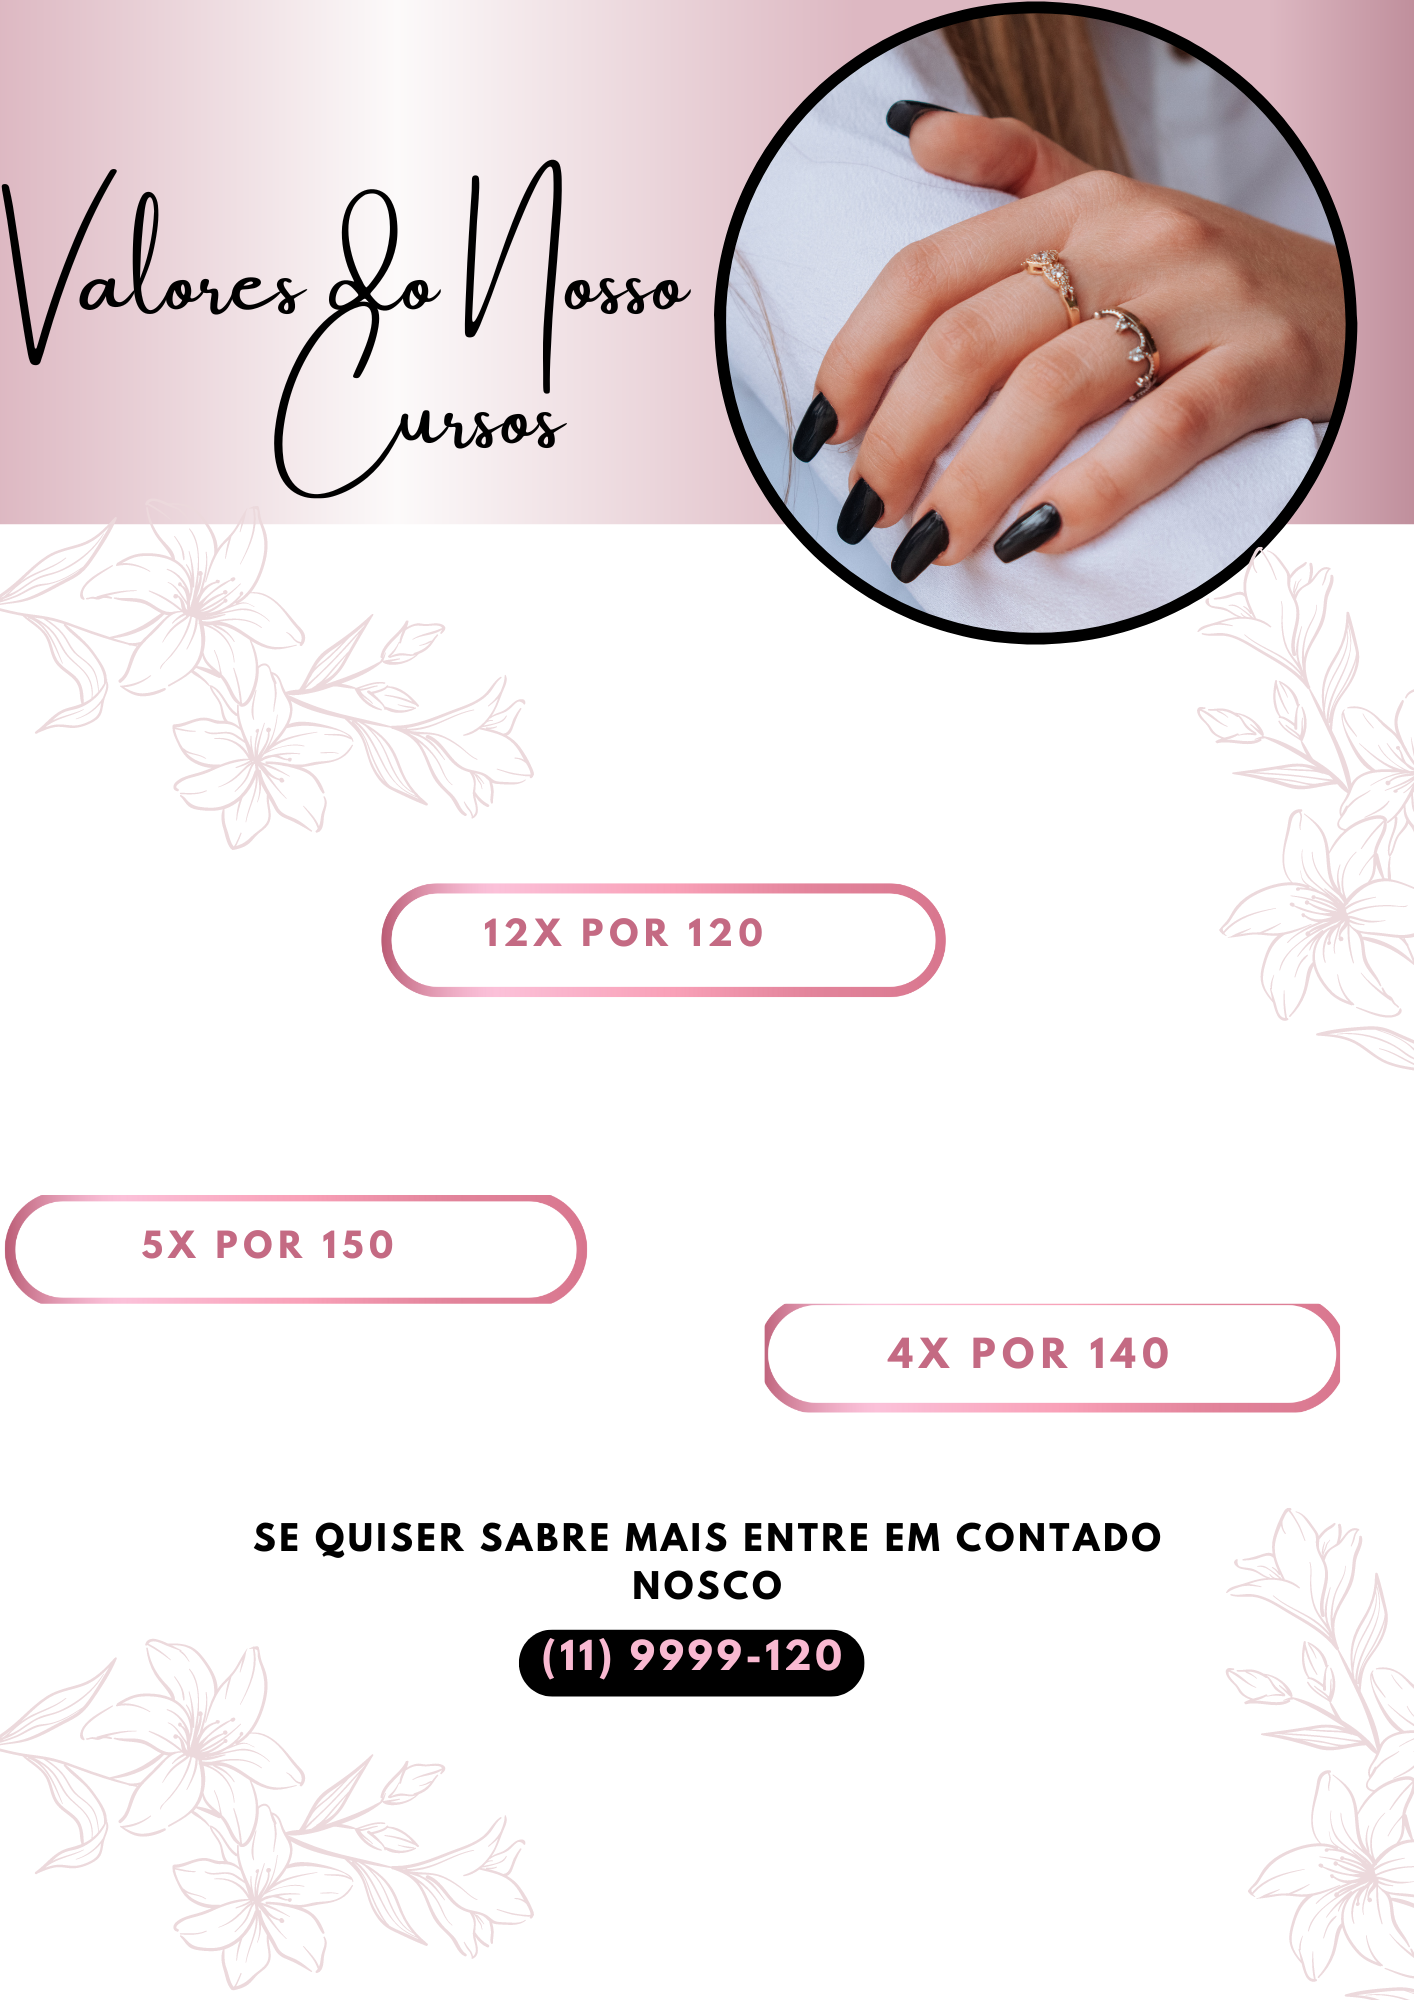 Valores do Nosso
Cursos
12X POR 120
5X POR 150
4X POR 140
SE QUISER SABRE MAIS ENTRE EM CONTADO
NOSCO
(11) 9999-120